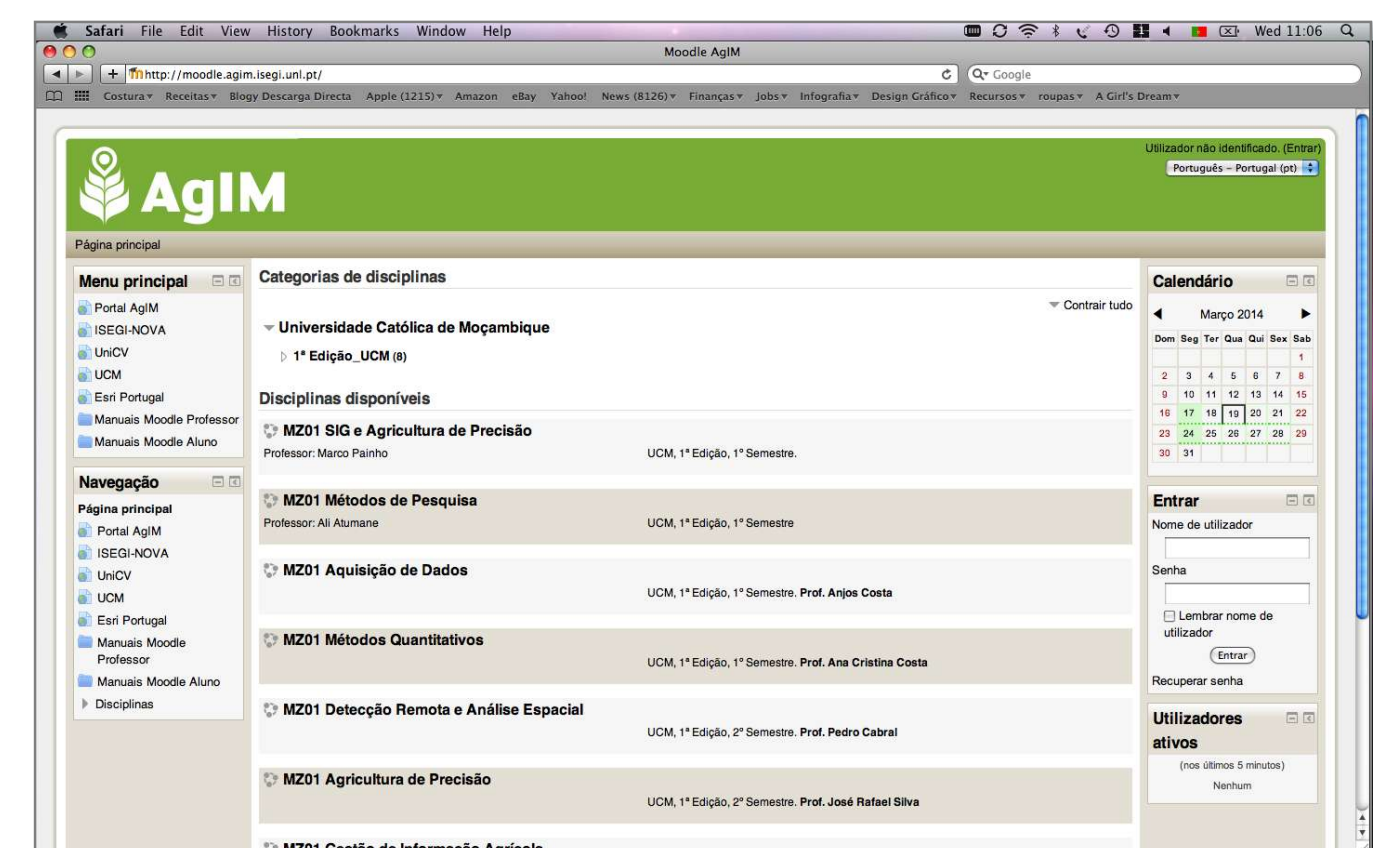 Safari File Edit View History Bookmarks Window Help Wed 11:06
Moodle AgIM
http://moodle.agim.isegi.unl.pt/ Google
Costura Receitas Blogy Descarga Directa Apple (1215) Amazon eBay Yahoo! News (8126) Finanças Jobs Infografia Design Gráfico Recursos roupas A Girl's Dream
Utilizador não identificado. (Entrar)
Português – Portugal (pt)
AgIM
Página principal
Menu principal
Portal AgIM
ISEGI-NOVA
UniCV
UCM
Esri Portugal
Manuais Moodle Professor
Manuais Moodle Aluno
Navegação
Página principal
Portal AgIM
ISEGI-NOVA
UniCV
UCM
Esri Portugal
Manuais Moodle
Professor
Manuais Moodle Aluno
Disciplinas
Categorias de disciplinas
Contrair tudo
Universidade Católica de Moçambique
1ª Edição_UCM (8)
Disciplinas disponíveis
MZ01 SIG e Agricultura de Precisão
Professor: Marco Painho UCM, 1ª Edição, 1º Semestre.
MZ01 Métodos de Pesquisa
Professor: Ali Atumane UCM, 1ª Edição, 1º Semestre
MZ01 Aquisição de Dados
UCM, 1ª Edição, 1º Semestre. Prof. Anjos Costa
MZ01 Métodos Quantitativos
UCM, 1ª Edição, 1º Semestre. Prof. Ana Cristina Costa
MZ01 Detecção Remota e Análise Espacial
UCM, 1ª Edição, 2º Semestre. Prof. Pedro Cabral
MZ01 Agricultura de Precisão
UCM, 1ª Edição, 2º Semestre. Prof. José Rafael Silva
MZ01 Gestão de Informação Agrícola
Calendário
Março 2014
Dom Seg Ter Qua Qui Sex Sab
1
2 3 4 5 6 7 8
9 10 11 12 13 14 15
16 17 18 19 20 21 22
23 24 25 26 27 28 29
30 31
Entrar
Nome de utilizador
Senha
Lembrar nome de
utilizador
Entrar
Recuperar senha
Utilizadores
ativos
(nos últimos 5 minutos)
Nenhum